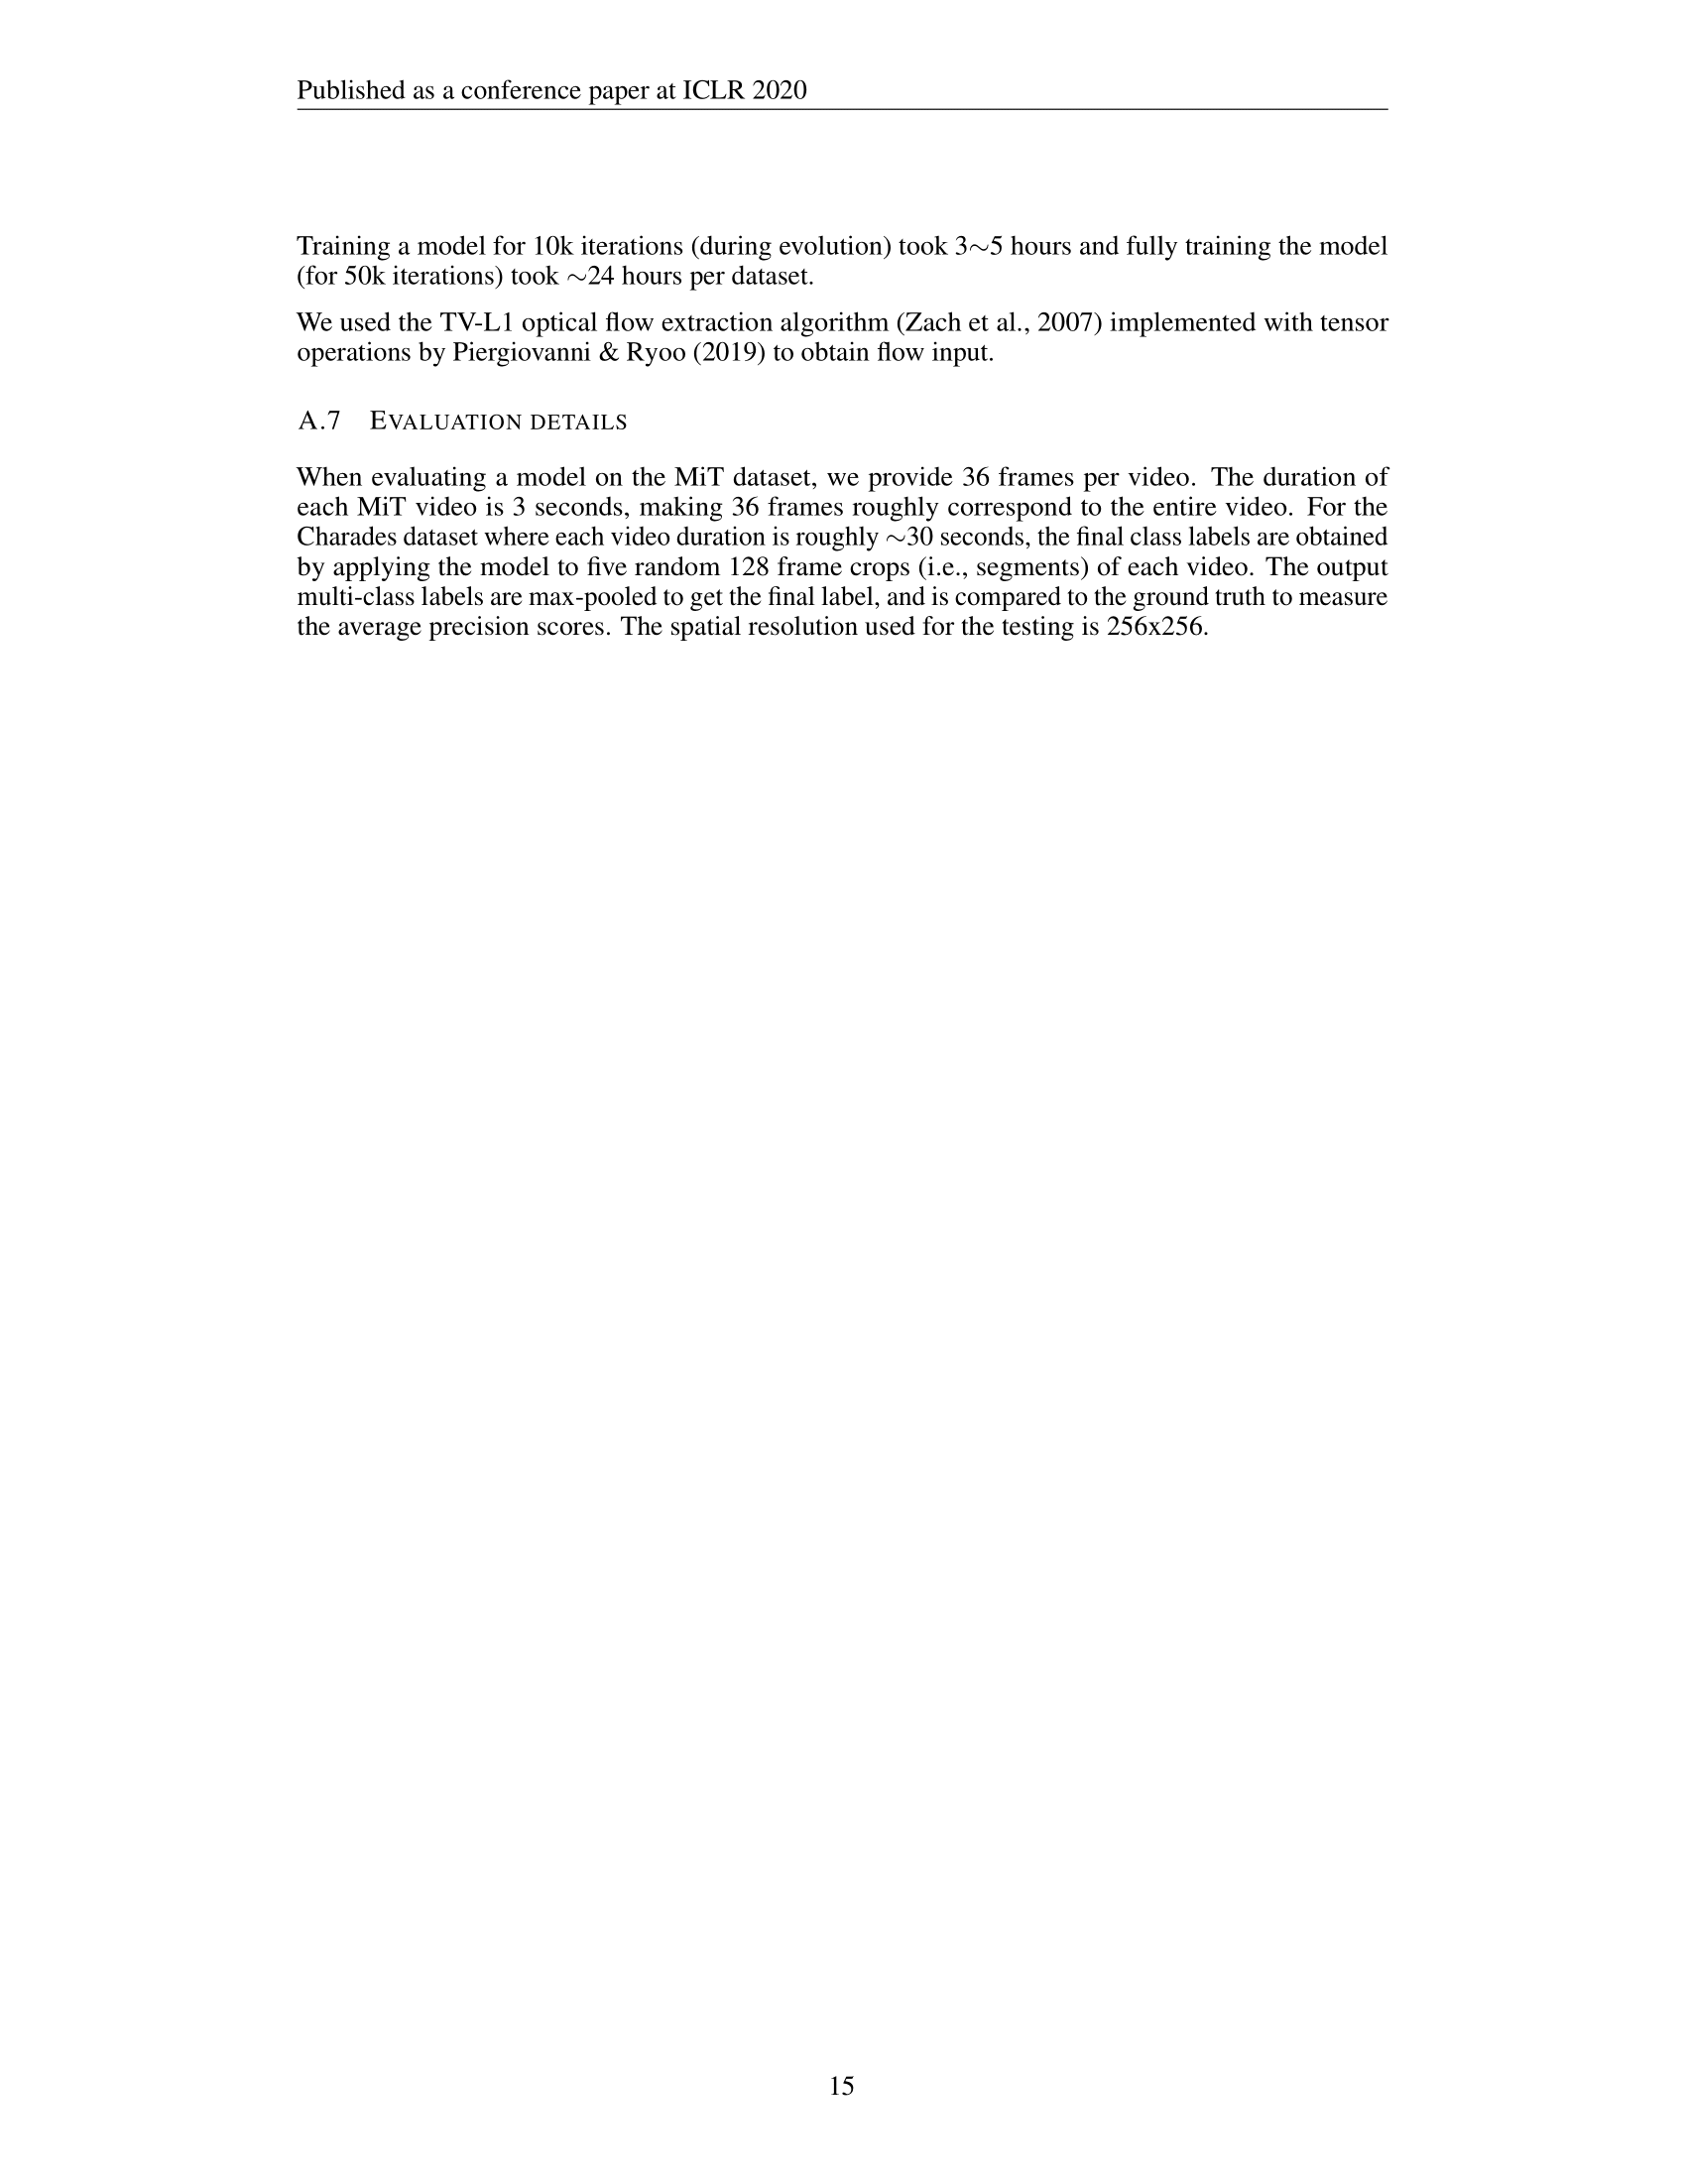 Published as a conference paper at ICLR 2020
Training a model for 10k iterations (during evolution) took 3∼5 hours and fully training the model
(for 50k iterations) took ∼24 hours per dataset.
We used the TV-L1 optical flow extraction algorithm (Zach et al., 2007) implemented with tensor
operations by Piergiovanni & Ryoo (2019) to obtain flow input.
A.7 EVALUATION DETAILS
When evaluating a model on the MiT dataset, we provide 36 frames per video. The duration of
each MiT video is 3 seconds, making 36 frames roughly correspond to the entire video. For the
Charades dataset where each video duration is roughly ∼30 seconds, the final class labels are obtained
by applying the model to five random 128 frame crops (i.e., segments) of each video. The output
multi-class labels are max-pooled to get the final label, and is compared to the ground truth to measure
the average precision scores. The spatial resolution used for the testing is 256x256.
15